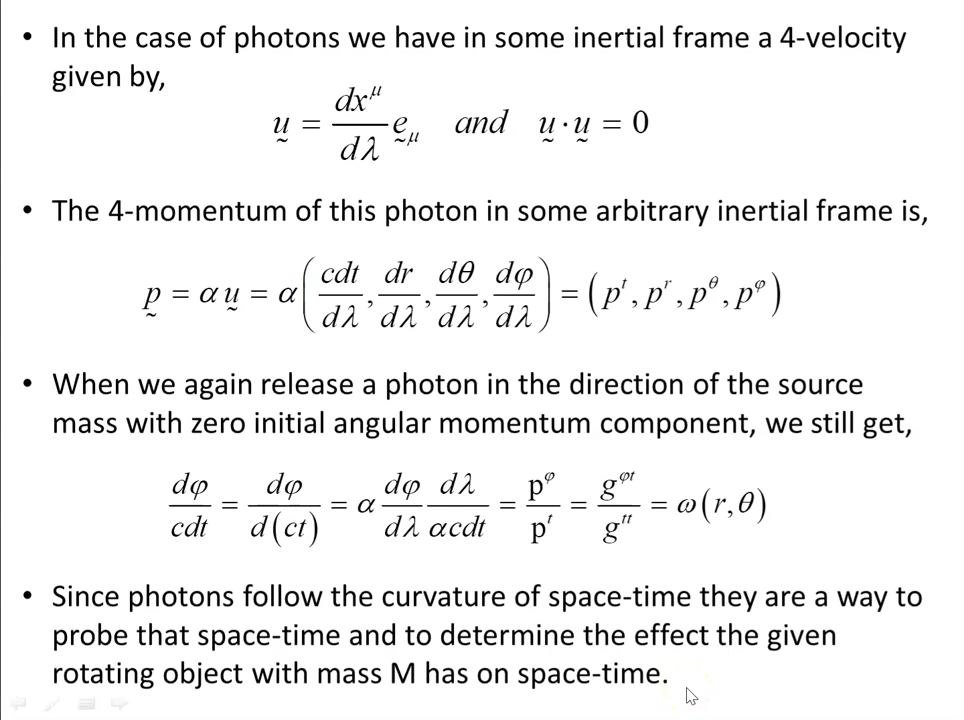 • In the case of photons we have in some inertial frame a 4-velocity
given by,
ṵ = dx^μ/dλ ḛ_μ and ṵ · ṵ = 0
• The 4-momentum of this photon in some arbitrary inertial frame is,
p̰ = α ṵ = α (cdt/dλ, dr/dλ, dθ/dλ, dφ/dλ) = (p^t, p^r, p^θ, p^φ)
• When we again release a photon in the direction of the source
mass with zero initial angular momentum component, we still get,
dφ/cdt = dφ/d(ct) = α dφ/dλ dλ/αcdt = p^φ/p^t = g^φt/g^tt = ω(r,θ)
• Since photons follow the curvature of space-time they are a way to
probe that space-time and to determine the effect the given
rotating object with mass M has on space-time.